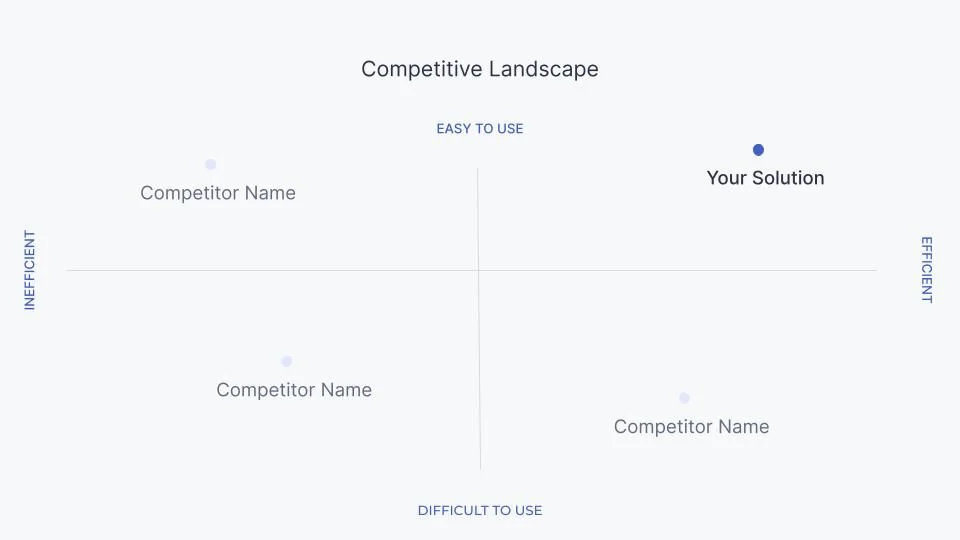 Competitive Landscape
EASY TO USE
Your Solution
Competitor Name
INEFFICIENT
EFFICIENT
Competitor Name
Competitor Name
DIFFICULT TO USE